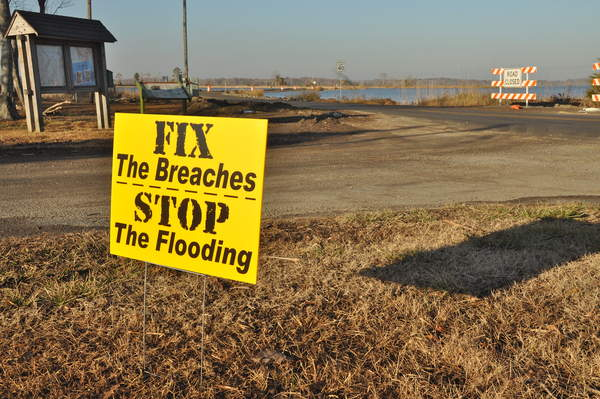 FIX
The Breaches
STOP
The Flooding
ROAD
CLOSED